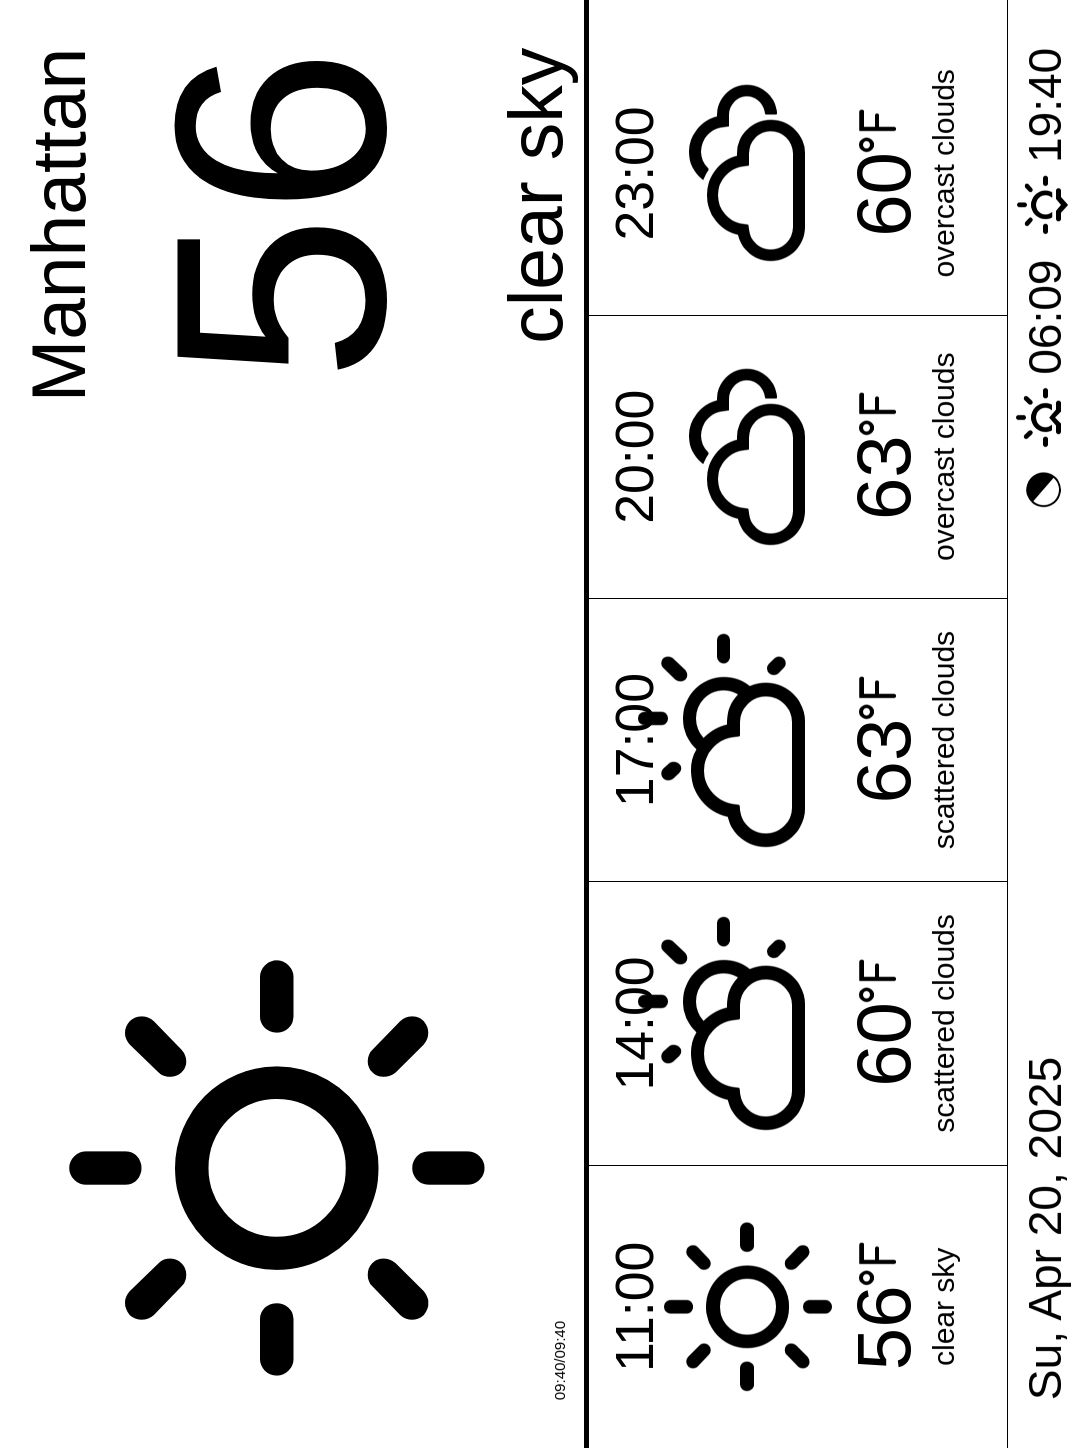 Manhattan
56
clear sky
09:40/09:40
11:00
56°F
clear sky
14:00
60°F
scattered clouds
17:00
63°F
scattered clouds
20:00
63°F
overcast clouds
23:00
60°F
overcast clouds
Su, Apr 20, 2025
06:09
19:40